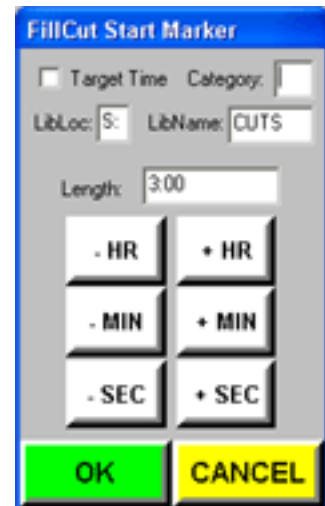 FillCut Start Marker
Target Time Category:
LibLoc: S: LibName: CUTS
Length: 3:00
- HR + HR
- MIN + MIN
- SEC + SEC
OK CANCEL